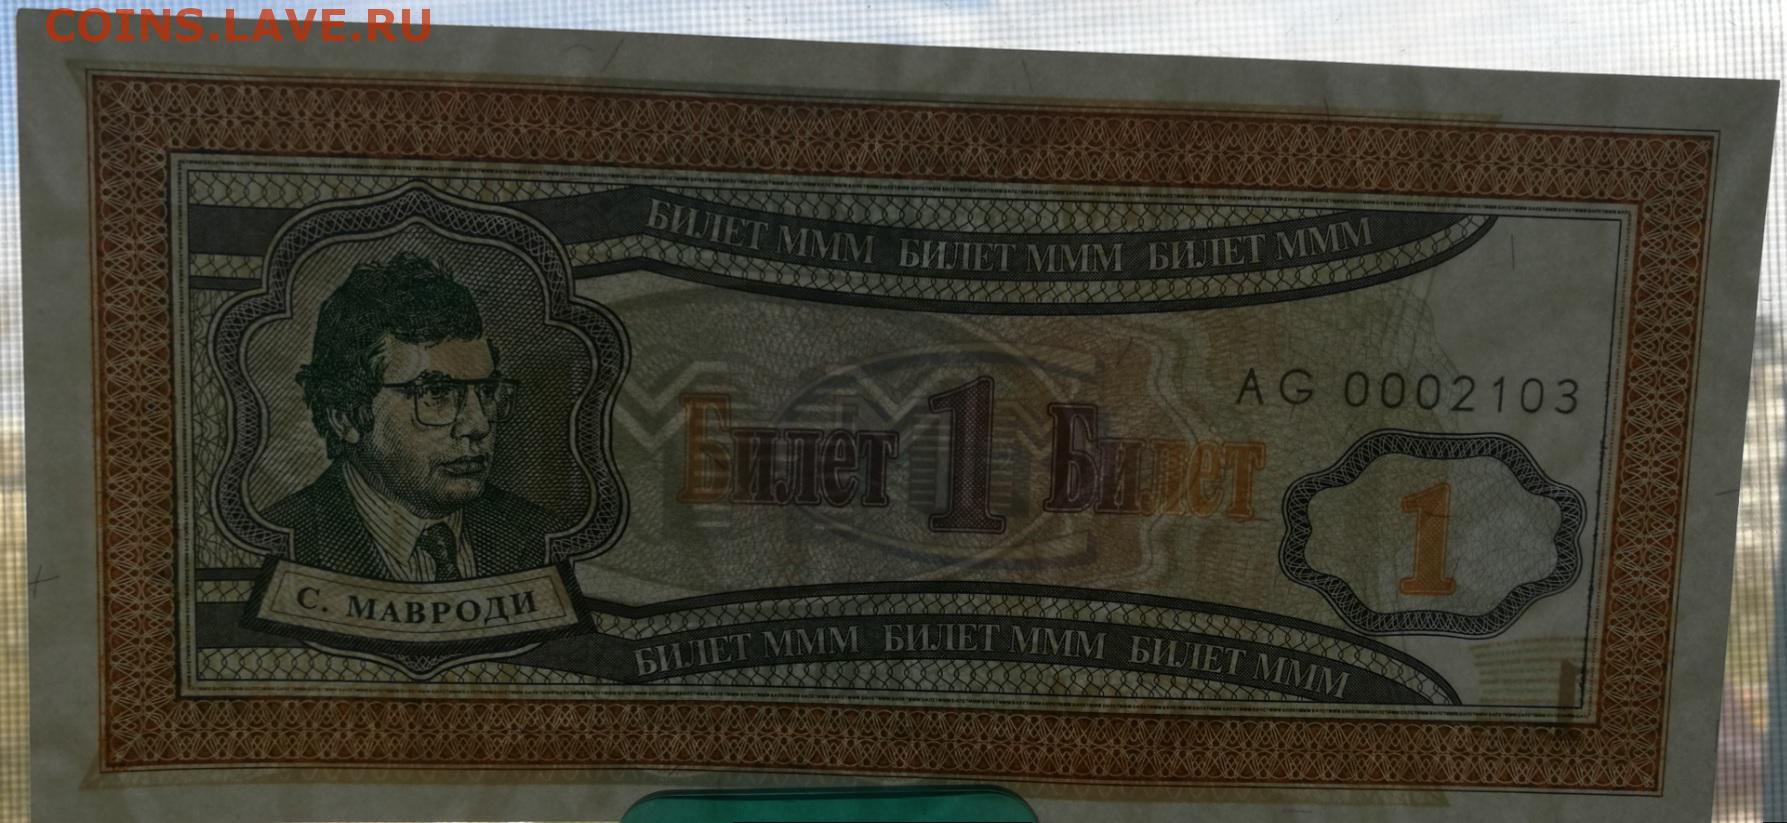 COINS.LAVE.RU
БИЛЕТ МММ БИЛЕТ МММ БИЛЕТ МММ
AG 0002103
Билет 1 Билет
1
С. МАВРОДИ
БИЛЕТ МММ БИЛЕТ МММ БИЛЕТ МММ